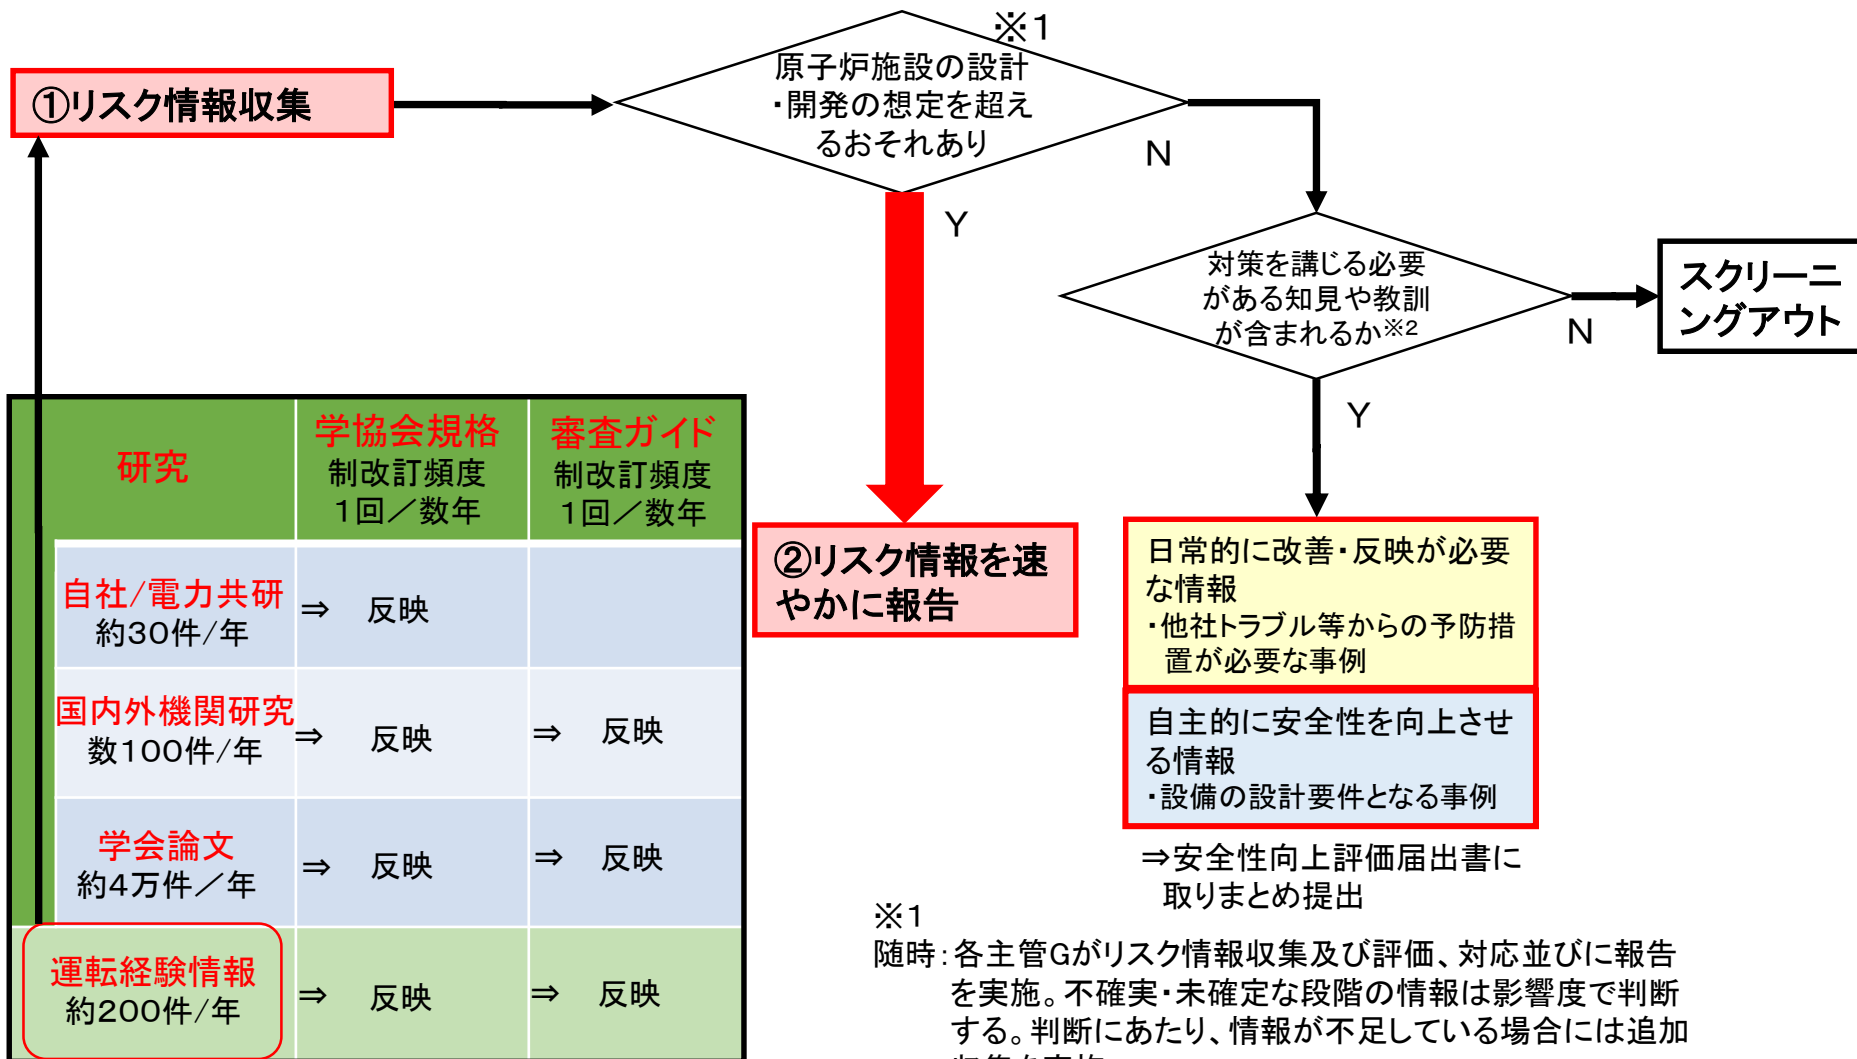 ※１
原子炉施設の設計
・開発の想定を超え
るおそれあり
①リスク情報収集
N
Y
対策を講じる必要
がある知見や教訓
が含まれるか※2
N
スクリーニ
ングアウト
Y
研究
学協会規格
制改訂頻度
１回／数年
審査ガイド
制改訂頻度
１回／数年
自社/電力共研
約３０件/年
⇒ 反映
国内外機関研究
数１００件/年
⇒ 反映
⇒ 反映
学会論文
約４万件／年
⇒ 反映
⇒ 反映
運転経験情報
約２００件/年
⇒ 反映
⇒ 反映
②リスク情報を速
やかに報告
日常的に改善・反映が必要
な情報
・他社トラブル等からの予防措
置が必要な事例
自主的に安全性を向上させ
る情報
・設備の設計要件となる事例
⇒安全性向上評価届出書に
取りまとめ提出
※１
随時：各主管Gがリスク情報収集及び評価、対応並びに報告
を実施。不確実・未確定な段階の情報は影響度で判断
する。判断にあたり、情報が不足している場合には追加